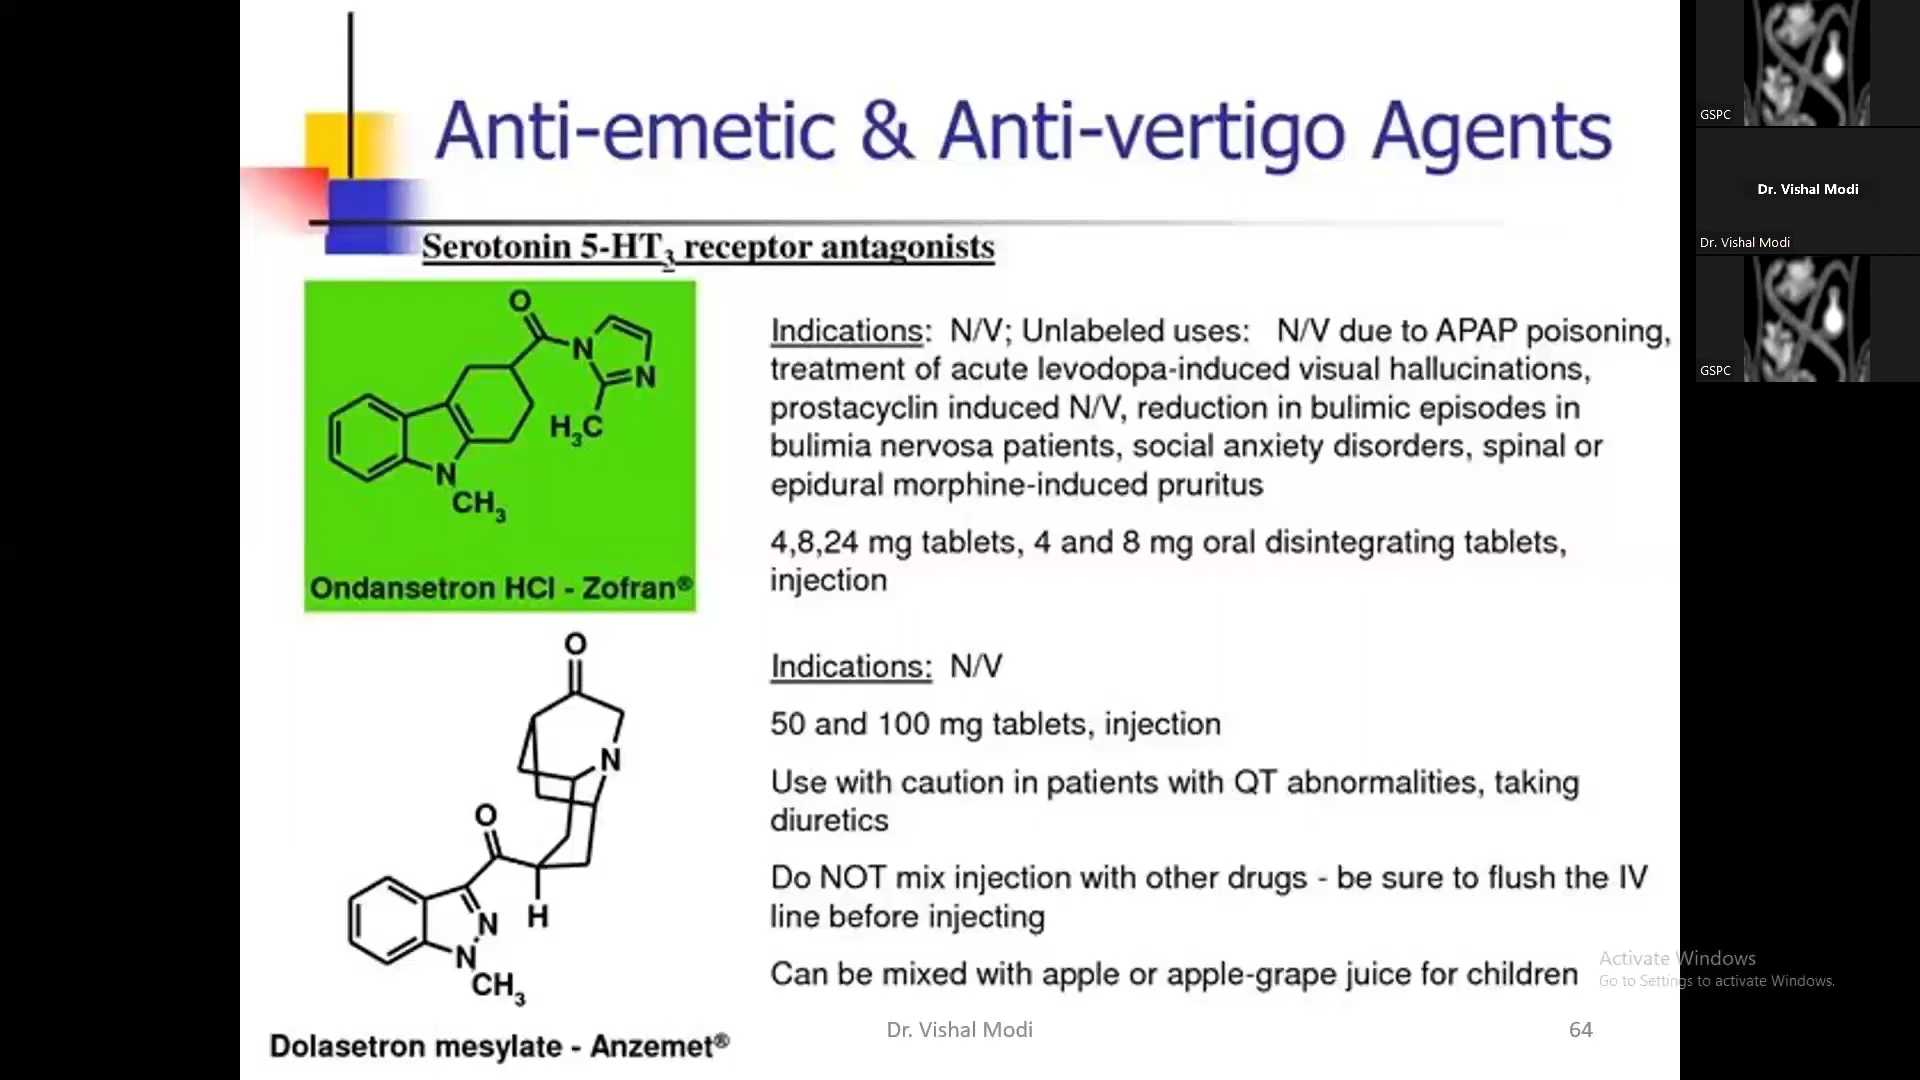 Anti-emetic & Anti-vertigo Agents
Serotonin 5-HT3 receptor antagonists
O
N
N
H3C
N
CH3
Ondansetron HCl - Zofran®
Indications: N/V; Unlabeled uses: N/V due to APAP poisoning,
treatment of acute levodopa-induced visual hallucinations,
prostacyclin induced N/V, reduction in bulimic episodes in
bulimia nervosa patients, social anxiety disorders, spinal or
epidural morphine-induced pruritus
4,8,24 mg tablets, 4 and 8 mg oral disintegrating tablets,
injection
O
N
O
H
N
N
CH3
Dolasetron mesylate - Anzemet®
Indications: N/V
50 and 100 mg tablets, injection
Use with caution in patients with QT abnormalities, taking
diuretics
Do NOT mix injection with other drugs - be sure to flush the IV
line before injecting
Can be mixed with apple or apple-grape juice for children
Dr. Vishal Modi
64
Activate Windows
Go to Settings to activate Windows.
GSPC
Dr. Vishal Modi
Dr. Vishal Modi
GSPC